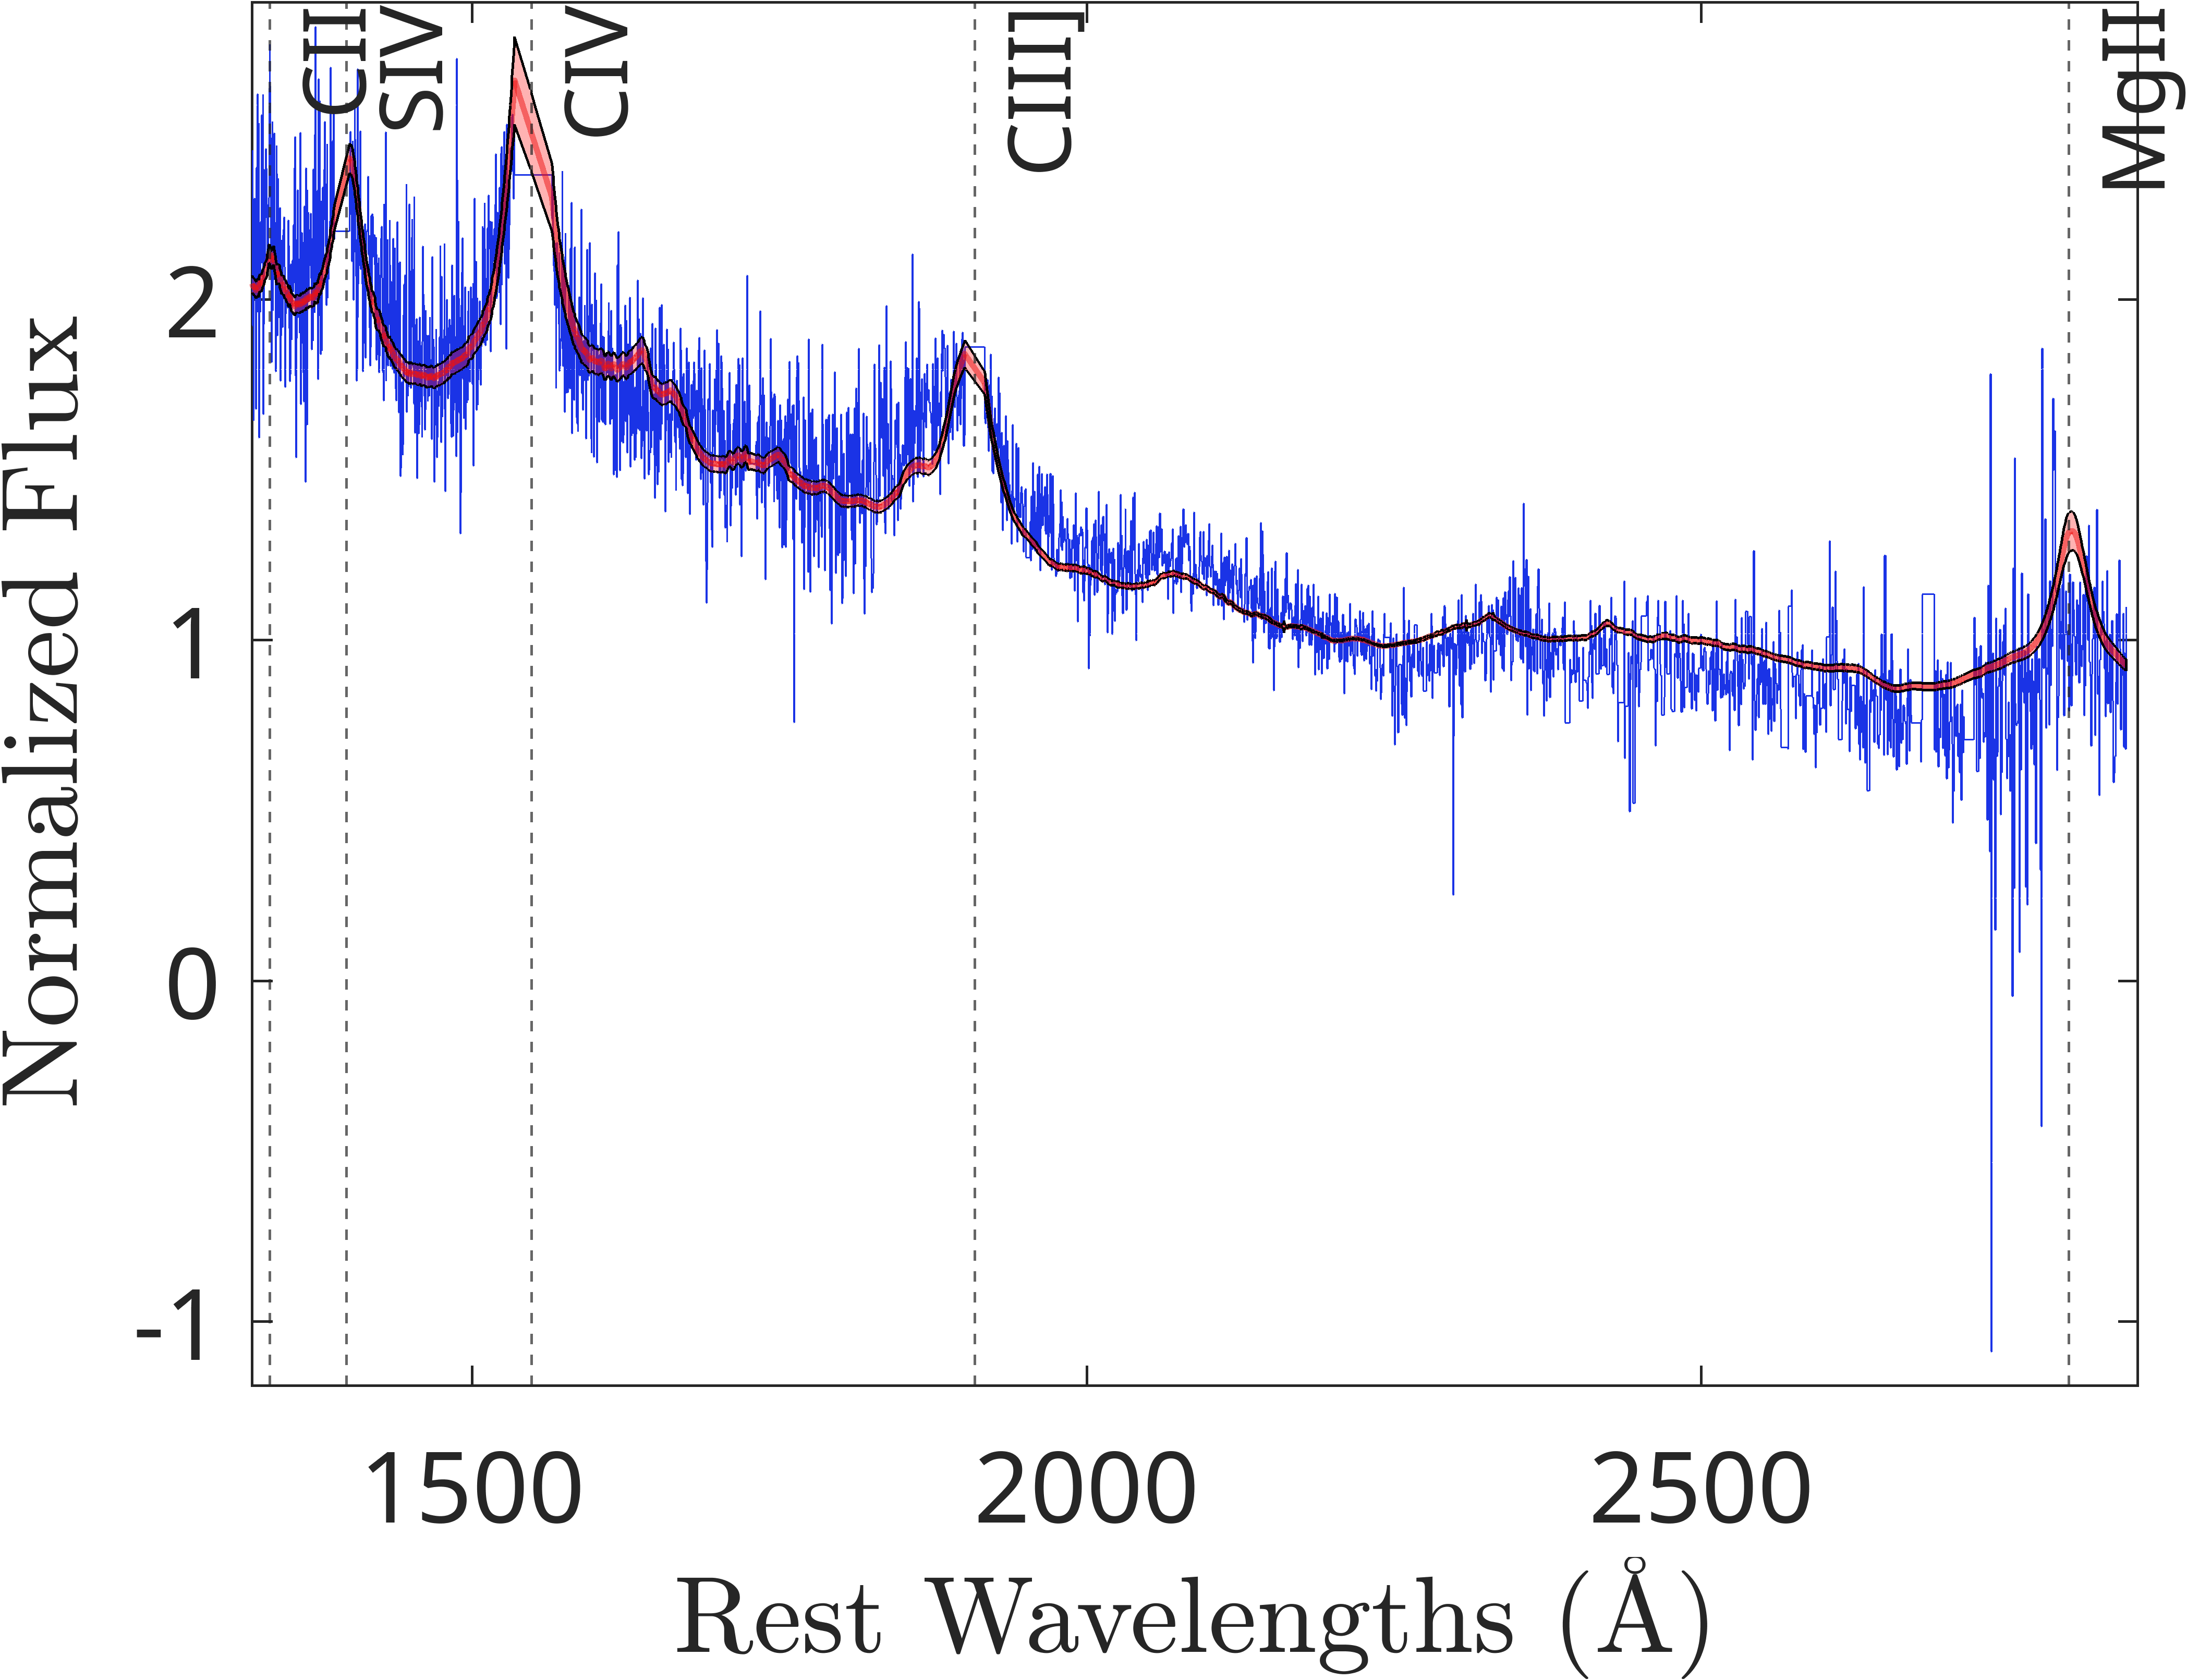 CII
SIV
CIV
CIII]
MgII
Normalized Flux
2
1
0
-1
1500
2000
2500
Rest Wavelengths (Å)